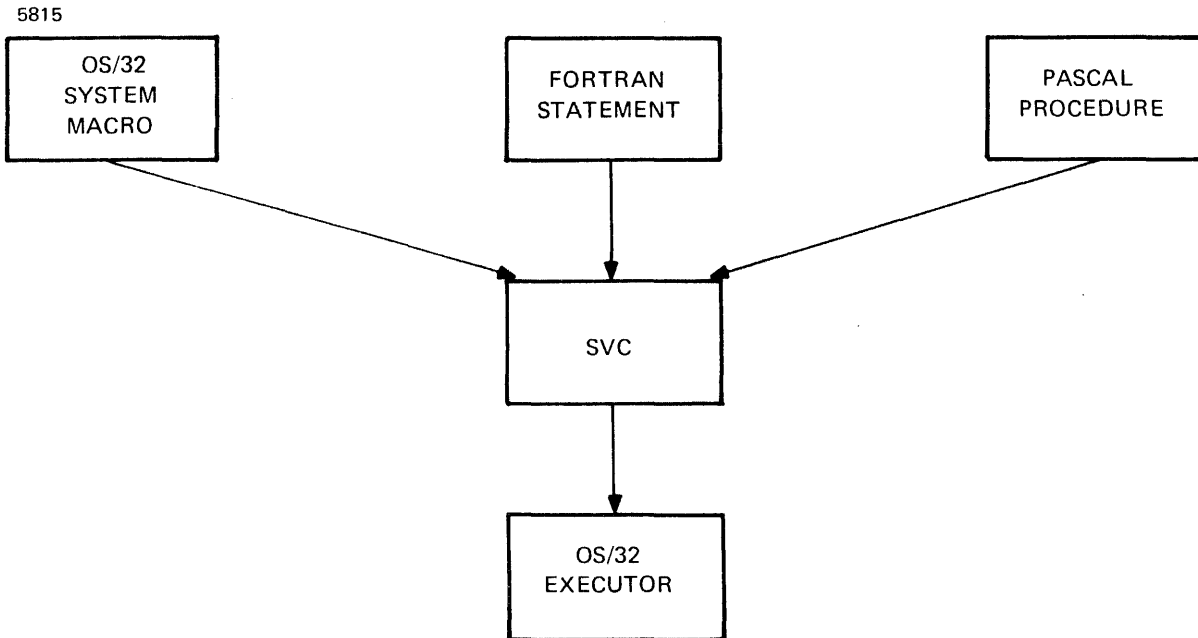 5815
OS/32
SYSTEM
MACRO
FORTRAN
STATEMENT
PASCAL
PROCEDURE
SVC
OS/32
EXECUTOR